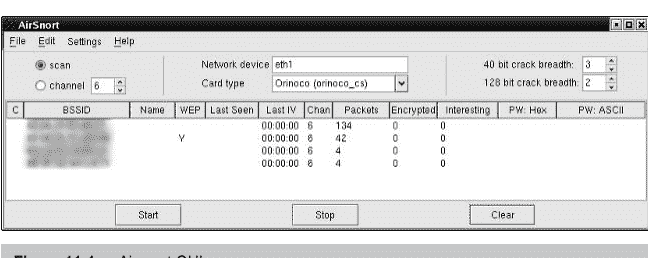 AirSnort
File Edit Settings Help
scan Network device eth1 40 bit crack breadth: 3
channel 6 Card type Orinoco (orinoco_cs) 128 bit crack breadth: 2
C BSSID Name WEP Last Seen Last IV Chan Packets Encrypted Interesting PW: Hex PW: ASCII
00:00:00 6 134 0 0
Y 00:00:00 6 42 0 0
00:00:00 6 4 0 0
00:00:00 6 4 0 0
Start Stop Clear